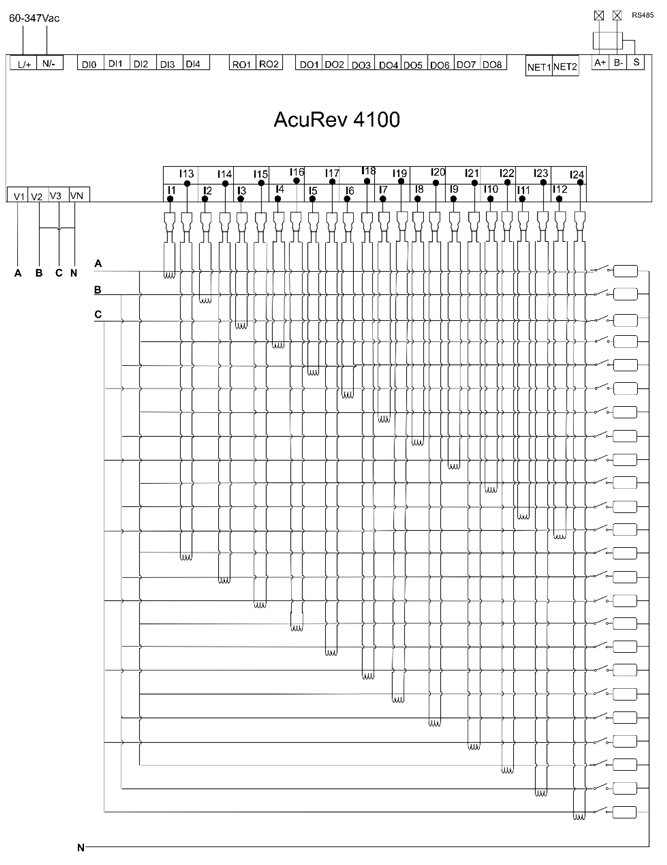 60-347Vac
RS485
L/+ N/- DI0 DI1 DI2 DI3 DI4 RO1 RO2 DO1 DO2 DO3 DO4 DO5 DO6 DO7 DO8 NET1 NET2 A+ B- S
AcuRev 4100
I13 I14 I15 I16 I17 I18 I19 I20 I21 I22 I23 I24
I1 I2 I3 I4 I5 I6 I7 I8 I9 I10 I11 I12
V1 V2 V3 VN
A B C N
A
B
C
N